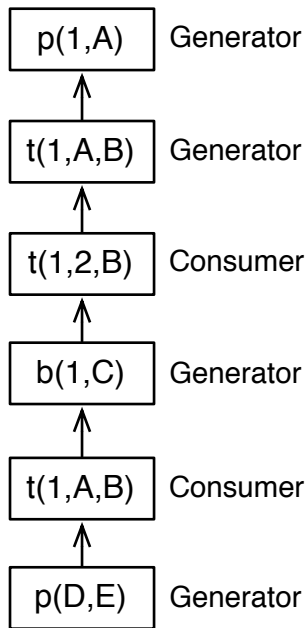 p(1,A) Generator
t(1,A,B) Generator
t(1,2,B) Consumer
b(1,C) Generator
t(1,A,B) Consumer
p(D,E) Generator